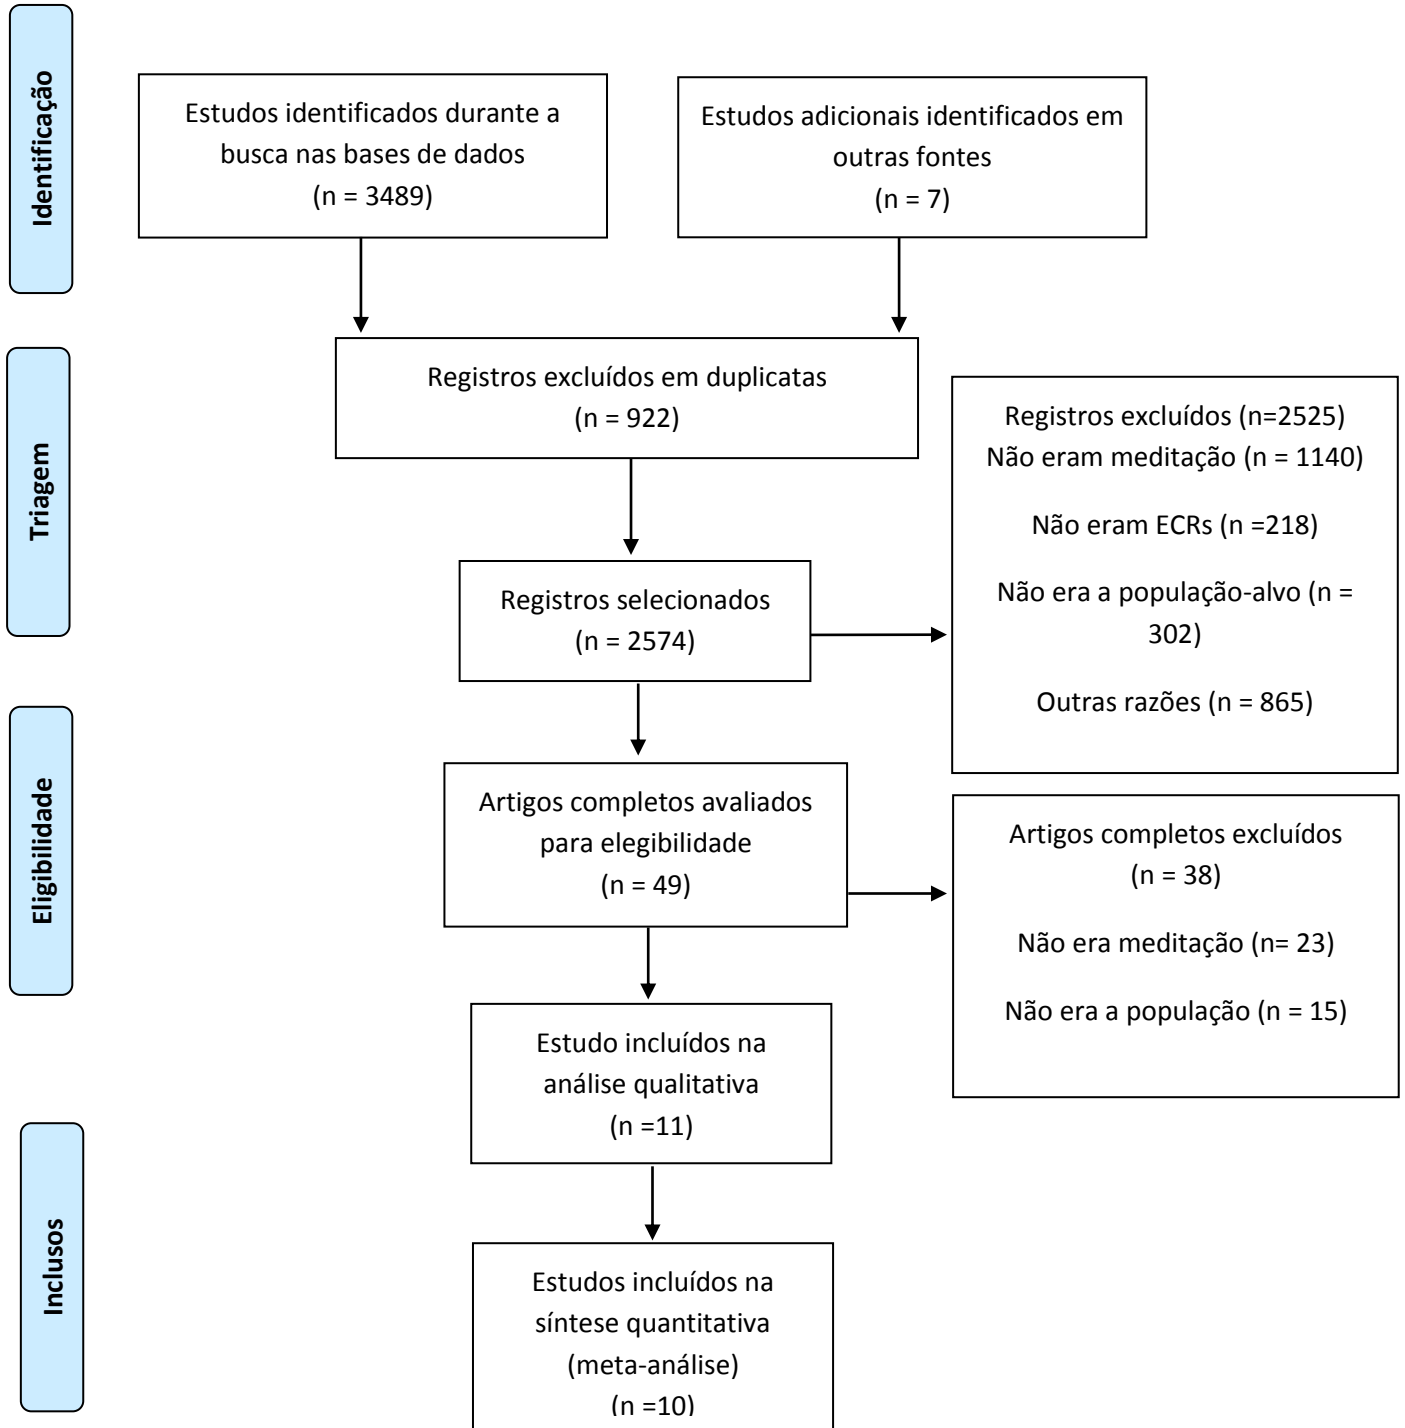 Identificação
Estudos identificados durante a
busca nas bases de dados
(n = 3489)
Estudos adicionais identificados em
outras fontes
(n = 7)
Triagem
Registros excluídos em duplicatas
(n = 922)
Registros selecionados
(n = 2574)
Registros excluídos (n=2525)
Não eram meditação (n = 1140)
Não eram ECRs (n =218)
Não era a população-alvo (n =
302)
Outras razões (n = 865)
Eligibilidade
Artigos completos avaliados
para elegibilidade
(n = 49)
Artigos completos excluídos
(n = 38)
Não era meditação (n= 23)
Não era a população (n = 15)
Estudo incluídos na
análise qualitativa
(n =11)
Inclusos
Estudos incluídos na
síntese quantitativa
(meta-análise)
(n =10)